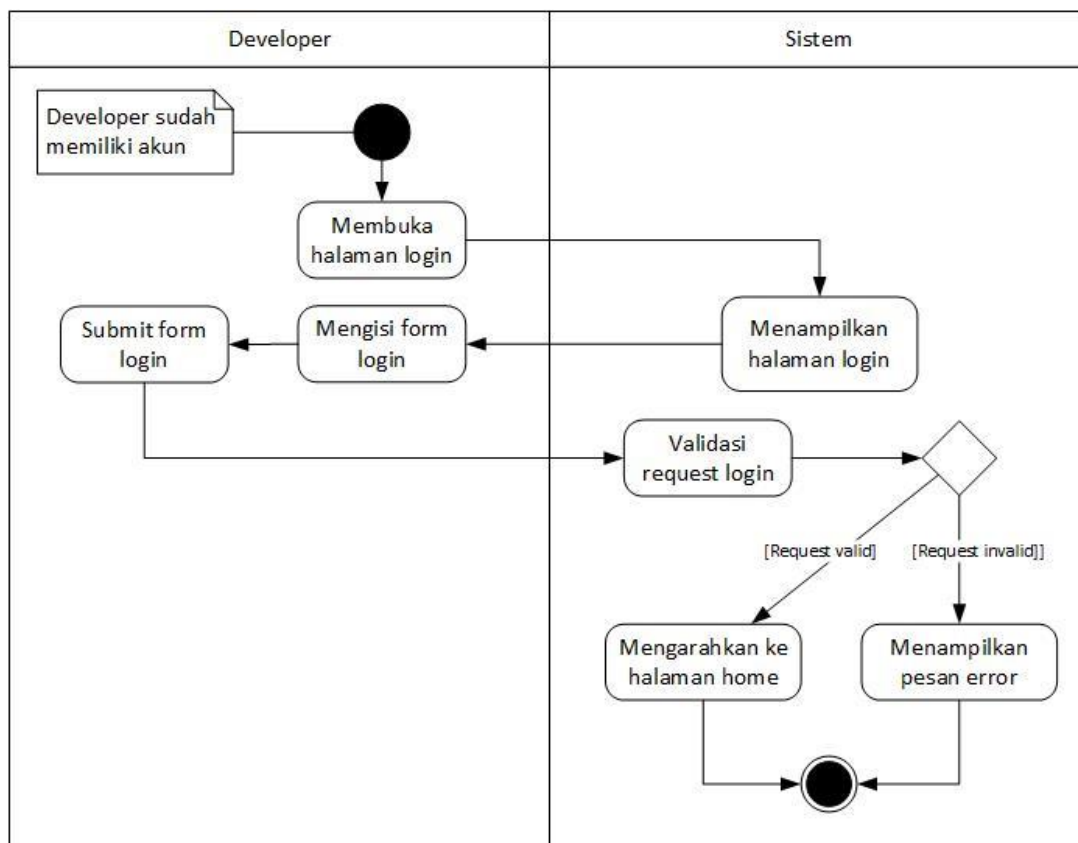 Developer
Sistem
Developer sudah
memiliki akun
Membuka
halaman login
Menampilkan
halaman login
Mengisi form
login
Submit form
login
Validasi
request login
[Request valid]
[Request invalid]]
Mengarahkan ke
halaman home
Menampilkan
pesan error